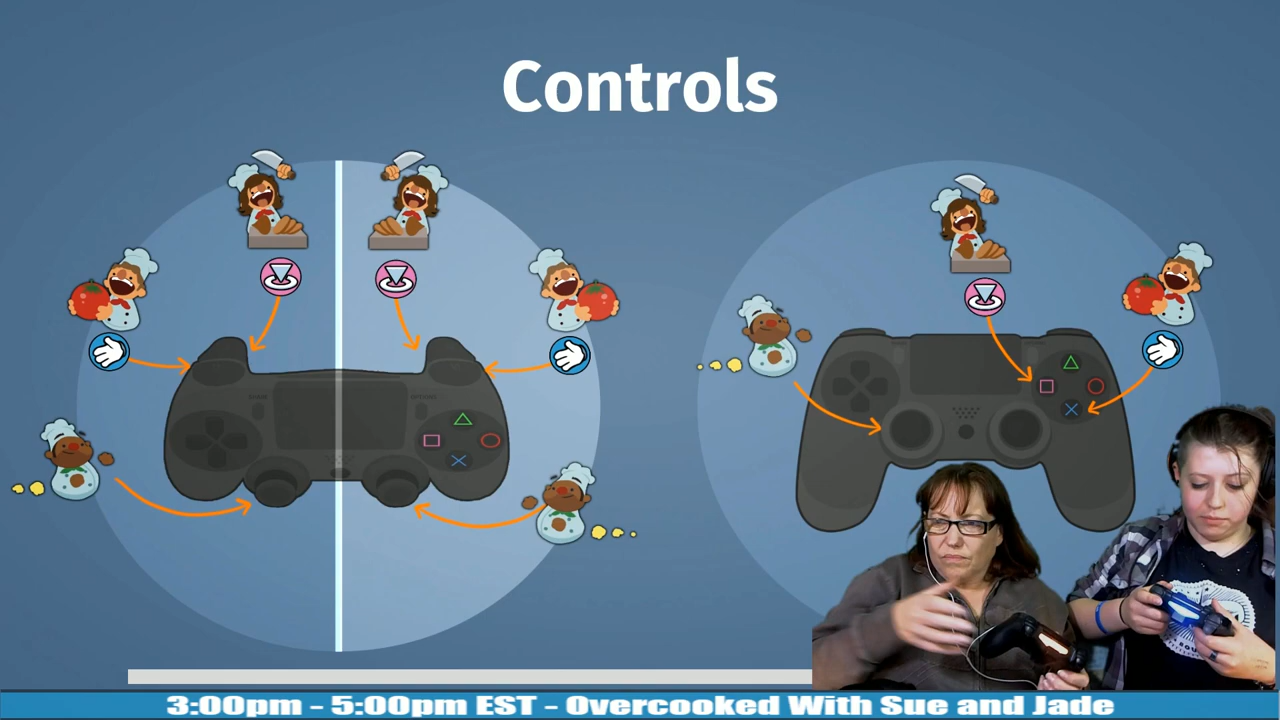 Controls
3:00pm - 5:00pm EST - Overcooked With Sue and Jade